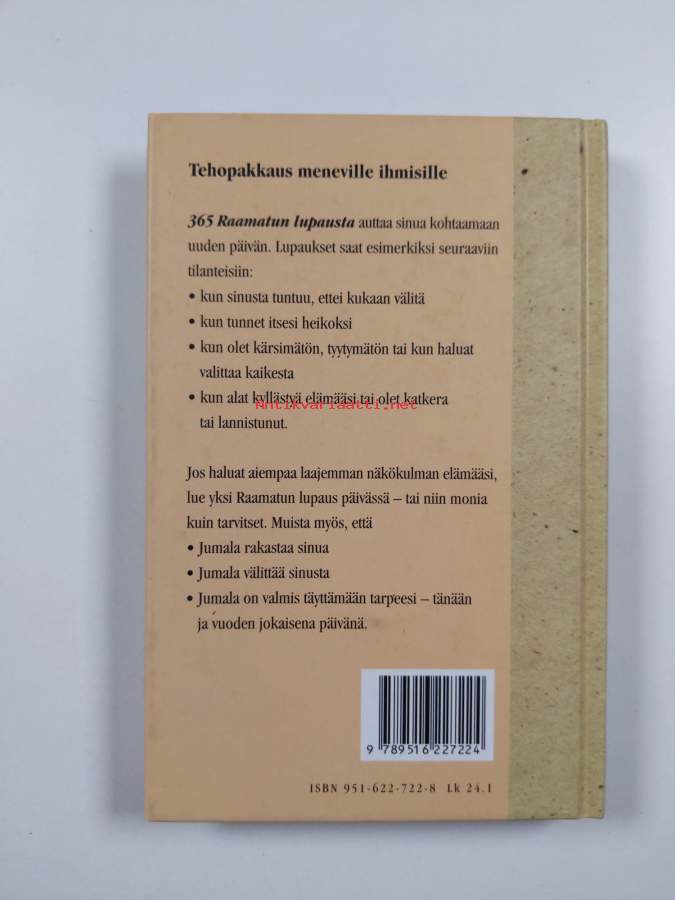 Tehopakkaus meneville ihmisille
365 Raamatun lupausta auttaa sinua kohtaamaan
uuden päivän. Lupaukset saat esimerkiksi seuraaviin
tilanteisiin:
• kun sinusta tuntuu, ettei kukaan välitä
• kun tunnet itsesi heikoksi
• kun olet kärsimätön, tyytymätön tai kun haluat
valittaa kaikesta
• kun alat kyllästyä elämääsi tai olet katkera
Antikvariaatti.net
tai lannistunut.
Jos haluat aiempaa laajemman näkökulman elämääsi,
lue yksi Raamatun lupaus päivässä – tai niin monia
kuin tarvitset. Muista myös, että
• Jumala rakastaa sinua
• Jumala välittää sinusta
• Jumala on valmis täyttämään tarpeesi – tänään
ja vuoden jokaisena päivänä.
9 789516 227224
ISBN 951-622-722-8 Lk 24.1